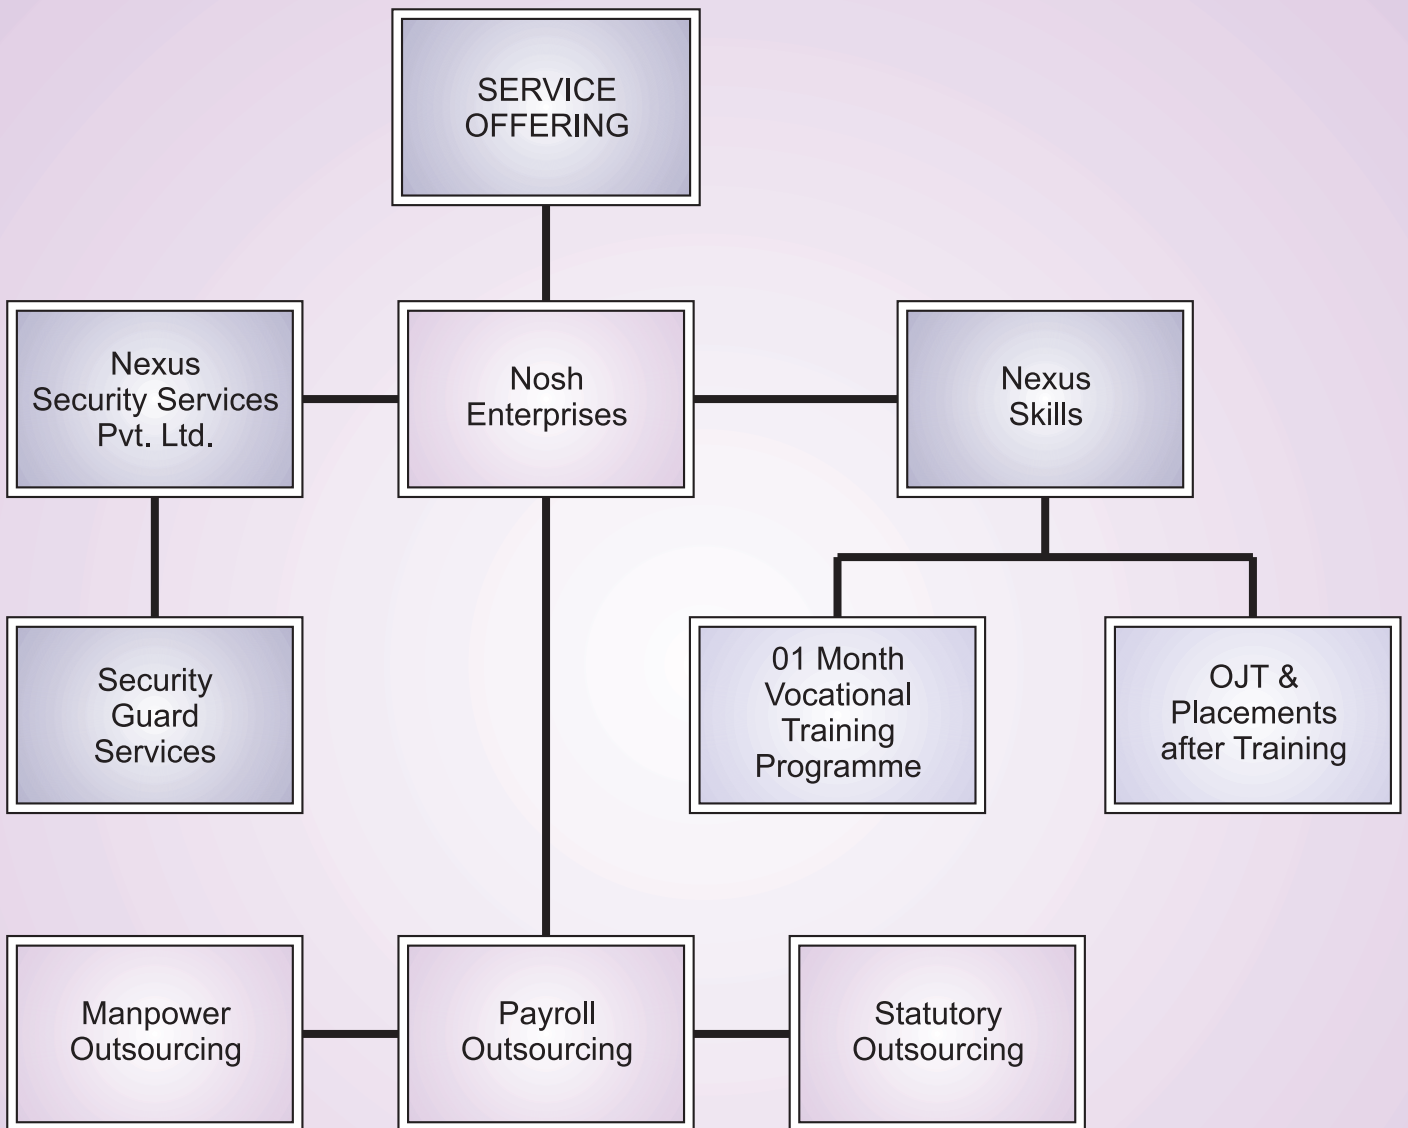 SERVICE
OFFERING
Nexus
Security Services
Pvt. Ltd.
Nosh
Enterprises
Nexus
Skills
Security
Guard
Services
01 Month
Vocational
Training
Programme
OJT &
Placements
after Training
Manpower
Outsourcing
Payroll
Outsourcing
Statutory
Outsourcing